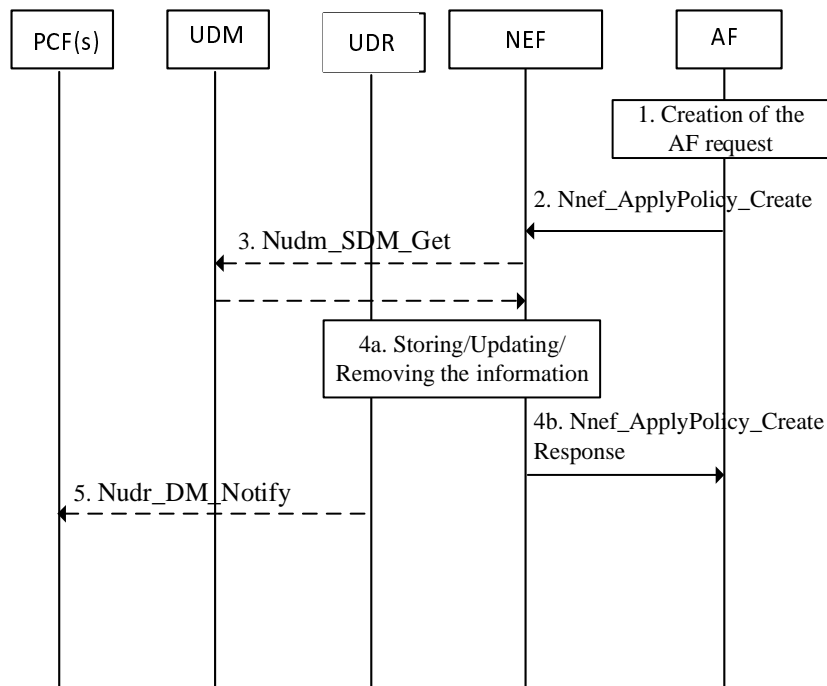 PCF(s)
UDM
UDR
NEF
AF
1. Creation of the
AF request
2. Nnef_ApplyPolicy_Create
3. Nudm_SDM_Get
4a. Storing/Updating/
Removing the information
4b. Nnef_ApplyPolicy_Create
Response
5. Nudr_DM_Notify